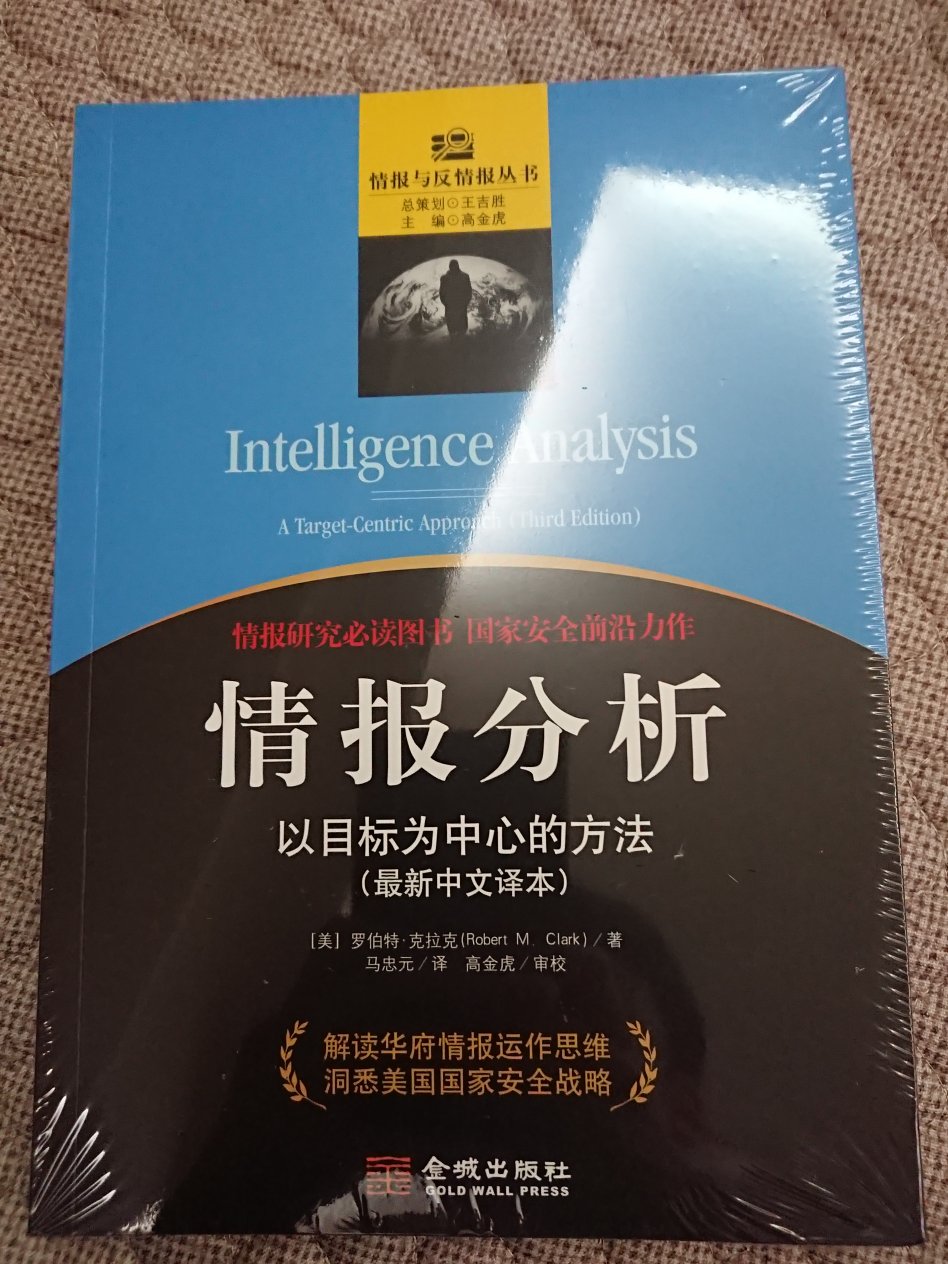 情报与反情报丛书
总策划⊙王吉胜
主 编⊙高金虎
Intelligence Analysis
A Target-Centric Approach (Third Edition)
情报研究必读图书 国家安全前沿力作
情报分析
以目标为中心的方法
(最新中文译本)
[美] 罗伯特·克拉克(Robert M. Clark)/著
马忠元/译 高金虎/审校
解读华府情报运作思维
洞悉美国国家安全战略
金城出版社
GOLD WALL PRESS